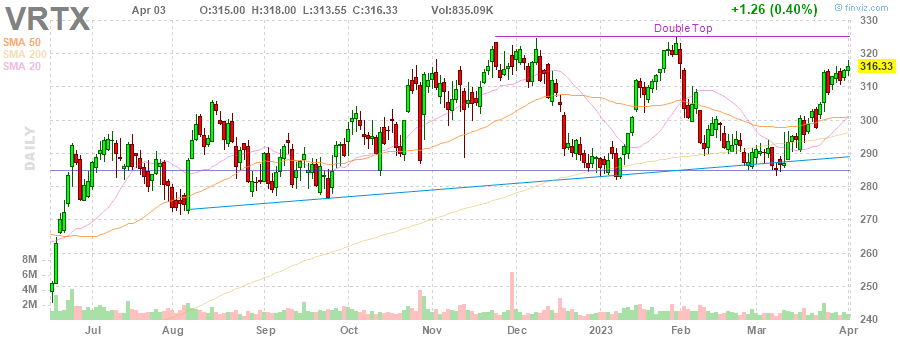 VRTX
Apr 03 O:315.00 H:318.00 L:313.55 C:316.33 Vol:835.09K +1.26 (0.40%)
© finviz.com
SMA 50
SMA 200
SMA 20
DAILY
Double Top
330
320
316.33
310
300
290
280
270
260
250
240
8M
6M
4M
2M
Jul Aug Sep Oct Nov Dec 2023 Feb Mar Apr